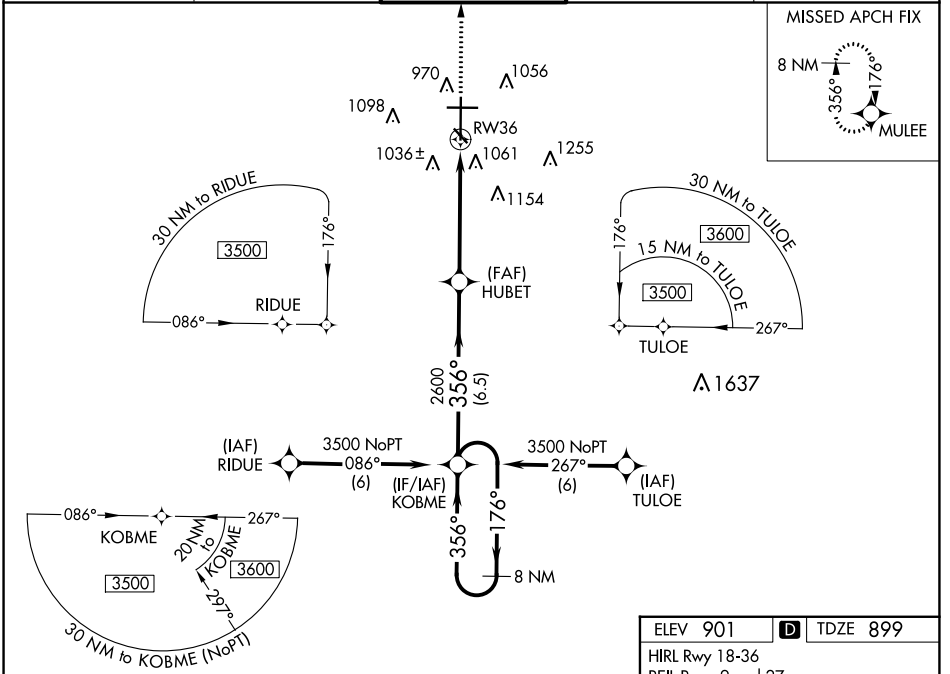 MISSED APCH FIX
8 NM
356°
176°
MULEE
970
1056
1098
RW36
1036±
1061
1255
1154
30 NM to RIDUE
3500
176°
086°
RIDUE
(FAF)
HUBET
30 NM to TULOE
3600
15 NM to TULOE
176°
3500
267°
TULOE
1637
2600
356°
(6.5)
(IAF)
RIDUE
3500 NoPT
086°
(6)
(IF/IAF)
KOBME
3500 NoPT
267°
(6)
(IAF)
TULOE
356°
176°
8 NM
086°
267°
KOBME
20 NM
to
KOBME
3500
3600
297°
30 NM to KOBME (NoPT)
ELEV 901
D
TDZE 899
HIRL Rwy 18-36